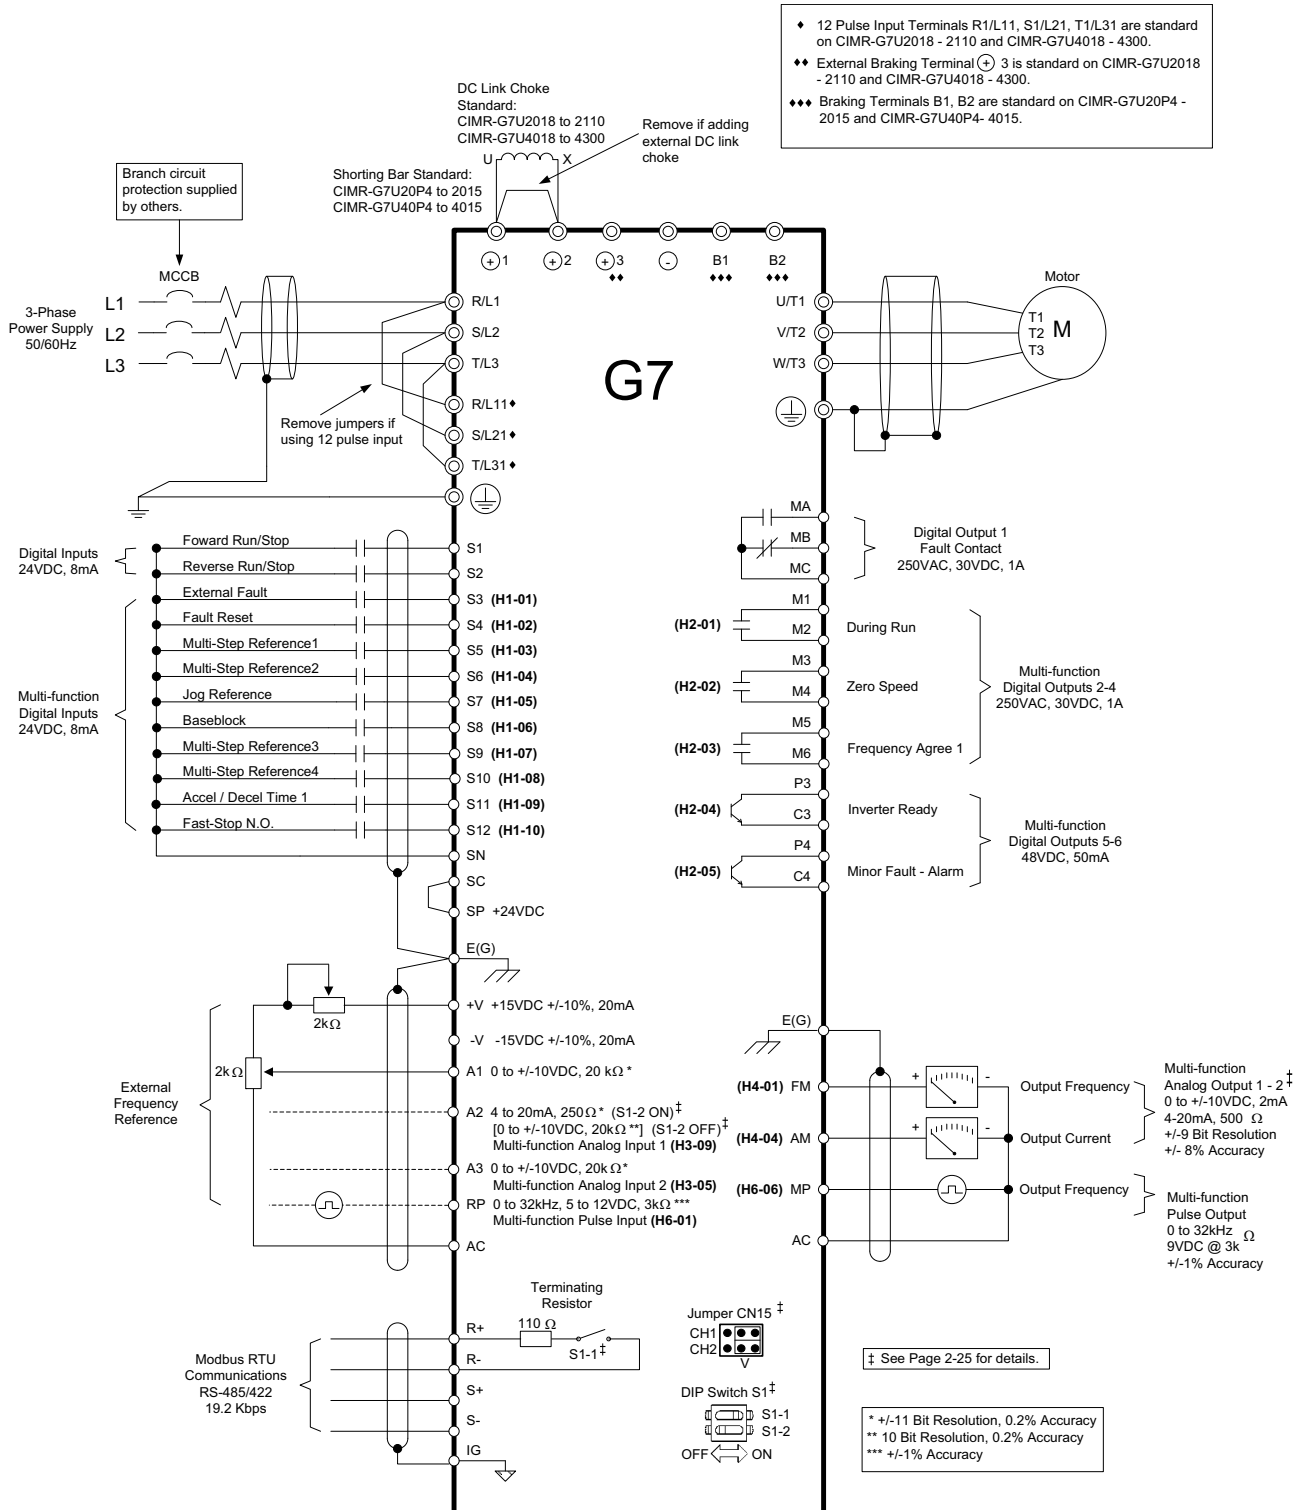 ♦ 12 Pulse Input Terminals R1/L11, S1/L21, T1/L31 are standard
on CIMR-G7U2018 - 2110 and CIMR-G7U4018 - 4300.
♦♦ External Braking Terminal (+) 3 is standard on CIMR-G7U2018
- 2110 and CIMR-G7U4018 - 4300.
♦♦♦ Braking Terminals B1, B2 are standard on CIMR-G7U20P4 -
2015 and CIMR-G7U40P4- 4015.
DC Link Choke
Standard:
CIMR-G7U2018 to 2110
CIMR-G7U4018 to 4300
Remove if adding
external DC link
choke
U X
Shorting Bar Standard:
CIMR-G7U20P4 to 2015
CIMR-G7U40P4 to 4015
Branch circuit
protection supplied
by others.
MCCB
3-Phase
Power Supply
50/60Hz
L1
L2
L3
+ 1
+ 2
+ 3
♦♦
-
B1
♦♦♦
B2
♦♦♦
R/L1
S/L2
T/L3
R/L11♦
S/L21♦
T/L31♦
Remove jumpers if
using 12 pulse input
G7
U/T1
V/T2
W/T3
Motor
T1
T2
T3
M
Digital Inputs
24VDC, 8mA
Foward Run/Stop
S1
Reverse Run/Stop
S2
Multi-function
Digital Inputs
24VDC, 8mA
External Fault
S3 (H1-01)
Fault Reset
S4 (H1-02)
Multi-Step Reference1
S5 (H1-03)
Multi-Step Reference2
S6 (H1-04)
Jog Reference
S7 (H1-05)
Baseblock
S8 (H1-06)
Multi-Step Reference3
S9 (H1-07)
Multi-Step Reference4
S10 (H1-08)
Accel / Decel Time 1
S11 (H1-09)
Fast-Stop N.O.
S12 (H1-10)
SN
SC
SP +24VDC
E(G)
MA
MB
MC
Digital Output 1
Fault Contact
250VAC, 30VDC, 1A
(H2-01)
M1
M2
During Run
(H2-02)
M3
M4
Zero Speed
(H2-03)
M5
M6
Frequency Agree 1
Multi-function
Digital Outputs 2-4
250VAC, 30VDC, 1A
(H2-04)
P3
C3
Inverter Ready
(H2-05)
P4
C4
Minor Fault - Alarm
Multi-function
Digital Outputs 5-6
48VDC, 50mA
External
Frequency
Reference
2kΩ
2kΩ
+V +15VDC +/-10%, 20mA
-V -15VDC +/-10%, 20mA
A1 0 to +/-10VDC, 20 kΩ *
A2 4 to 20mA, 250Ω * (S1-2 ON)‡
[0 to +/-10VDC, 20kΩ **] (S1-2 OFF)‡
Multi-function Analog Input 1 (H3-09)
A3 0 to +/-10VDC, 20kΩ *
Multi-function Analog Input 2 (H3-05)
RP 0 to 32kHz, 5 to 12VDC, 3kΩ ***
Multi-function Pulse Input (H6-01)
AC
E(G)
(H4-01) FM
+ -
Output Frequency
(H4-04) AM
+ -
Output Current
Multi-function
Analog Output 1 - 2‡
0 to +/-10VDC, 2mA
4-20mA, 500 Ω
+/-9 Bit Resolution
+/- 8% Accuracy
(H6-06) MP
Output Frequency
AC
Multi-function
Pulse Output
0 to 32kHz
9VDC @ 3k Ω
+/-1% Accuracy
Modbus RTU
Communications
RS-485/422
19.2 Kbps
R+
R-
S+
S-
IG
Terminating
Resistor
110 Ω
S1-1‡
Jumper CN15 ‡
CH1
CH2
V
DIP Switch S1‡
S1-1
S1-2
OFF ON
‡ See Page 2-25 for details.
* +/-11 Bit Resolution, 0.2% Accuracy
** 10 Bit Resolution, 0.2% Accuracy
*** +/-1% Accuracy